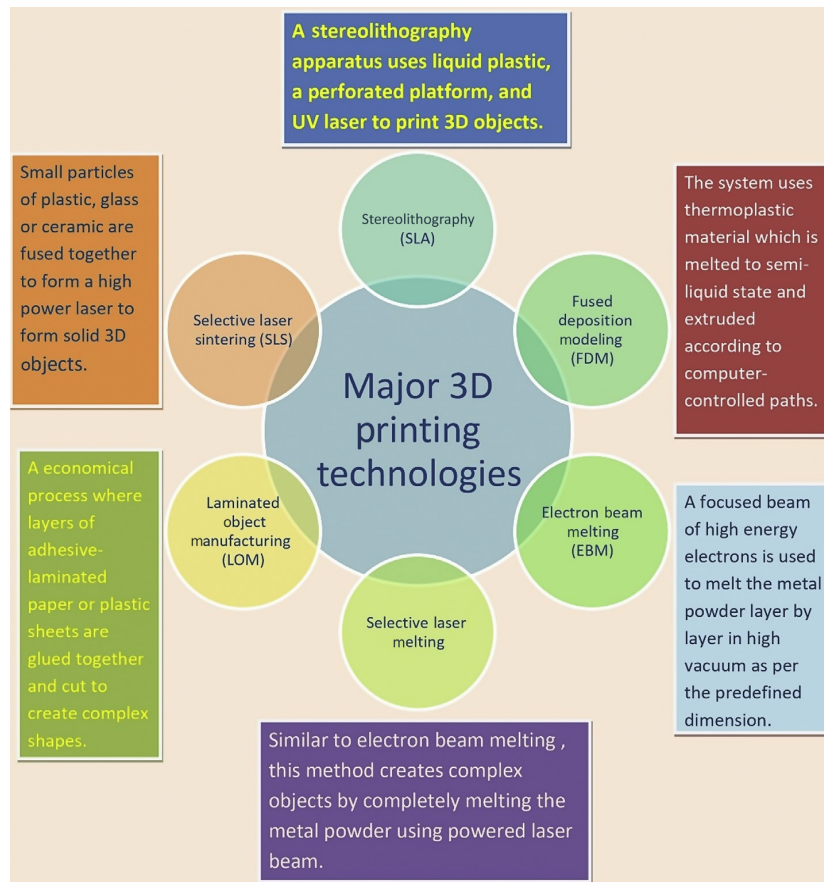 A stereolithography
apparatus uses liquid plastic,
a perforated platform, and
UV laser to print 3D objects.
Small particles
of plastic, glass
or ceramic are
fused together
to form a high
power laser to
form solid 3D
objects.
Stereolithography
(SLA)
The system uses
thermoplastic
material which is
melted to semi-
liquid state and
extruded
according to
computer-
controlled paths.
Selective laser
sintering (SLS)
Fused
deposition
modeling
(FDM)
Major 3D
printing
technologies
A economical
process where
layers of
adhesive-
laminated
paper or plastic
sheets are
glued together
and cut to
create complex
shapes.
Laminated
object
manufacturing
(LOM)
Electron beam
melting
(EBM)
A focused beam
of high energy
electrons is used
to melt the metal
powder layer by
layer in high
vacuum as per
the predefined
dimension.
Selective laser
melting
Similar to electron beam melting ,
this method creates complex
objects by completely melting the
metal powder using powered laser
beam.